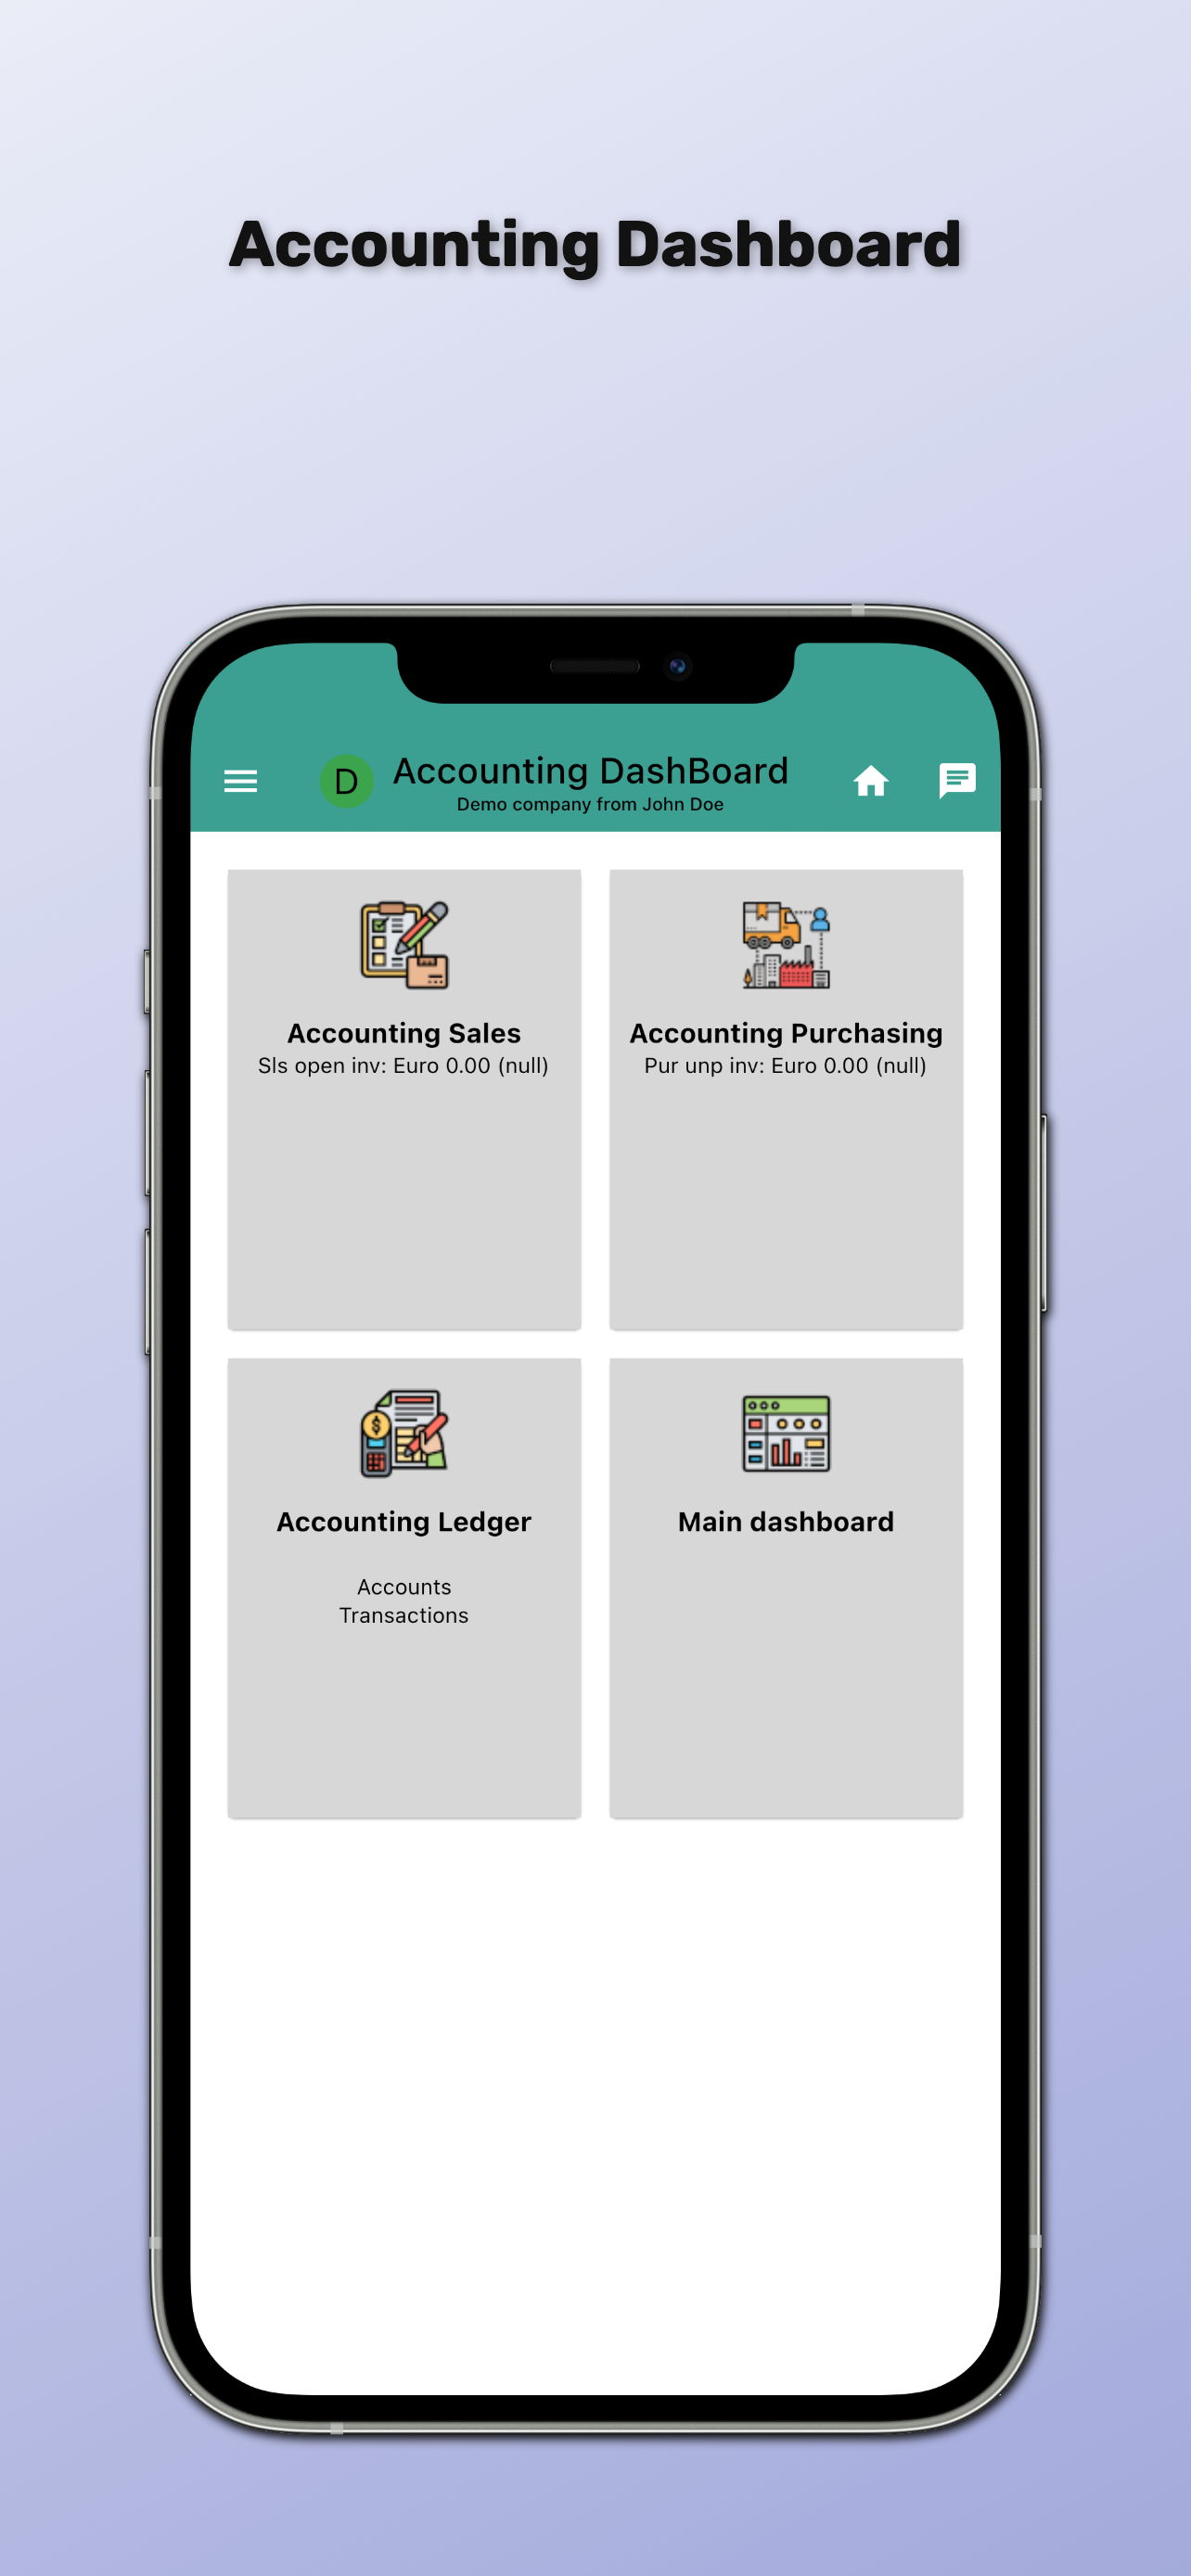 Accounting Dashboard
D
Accounting DashBoard
Demo company from John Doe
Accounting Sales
Sls open inv: Euro 0.00 (null)
Accounting Purchasing
Pur unp inv: Euro 0.00 (null)
Accounting Ledger
Accounts
Transactions
Main dashboard